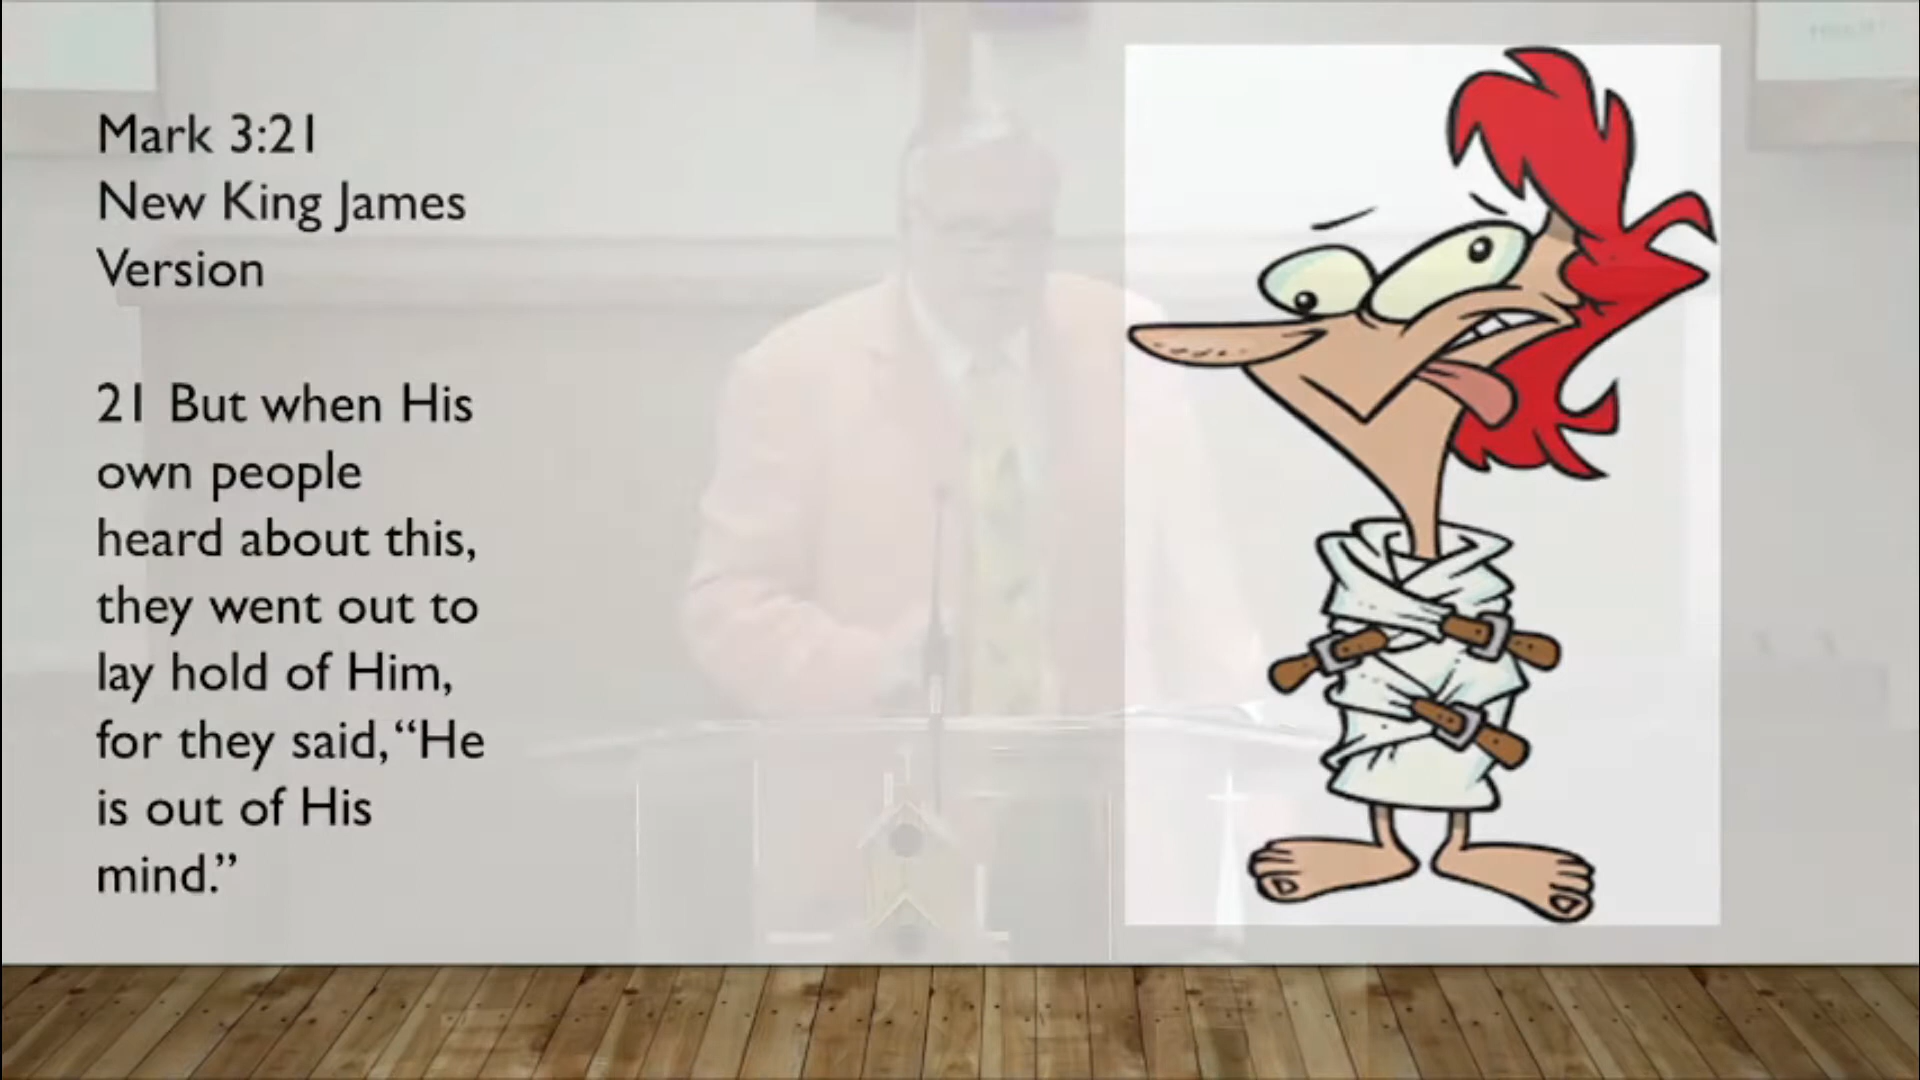 Mark 3:21
New King James
Version
21 But when His
own people
heard about this,
they went out to
lay hold of Him,
for they said, “He
is out of His
mind.”